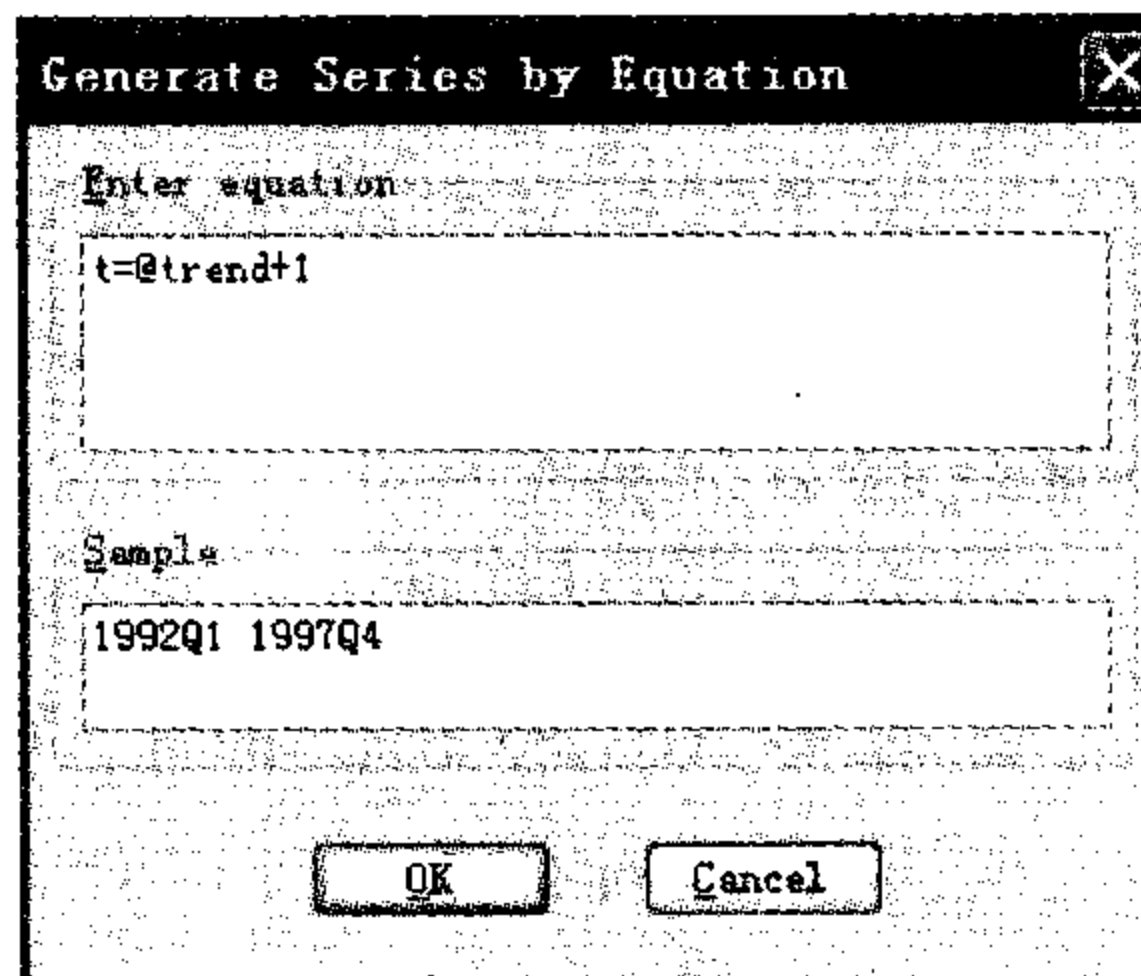 Generate Series by Equation
Enter equation
t=@trend+1
Sample
1992Q1 1997Q4
OK
Cancel